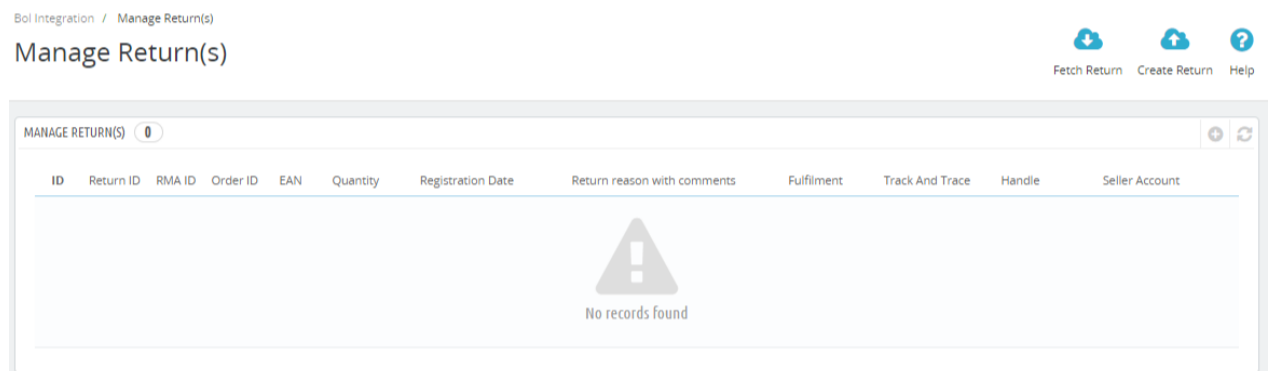 Bol Integration / Manage Return(s)
Manage Return(s)
Fetch Return Create Return Help
MANAGE RETURN(S) 0
ID Return ID RMA ID Order ID EAN Quantity Registration Date Return reason with comments Fulfilment Track And Trace Handle Seller Account
No records found